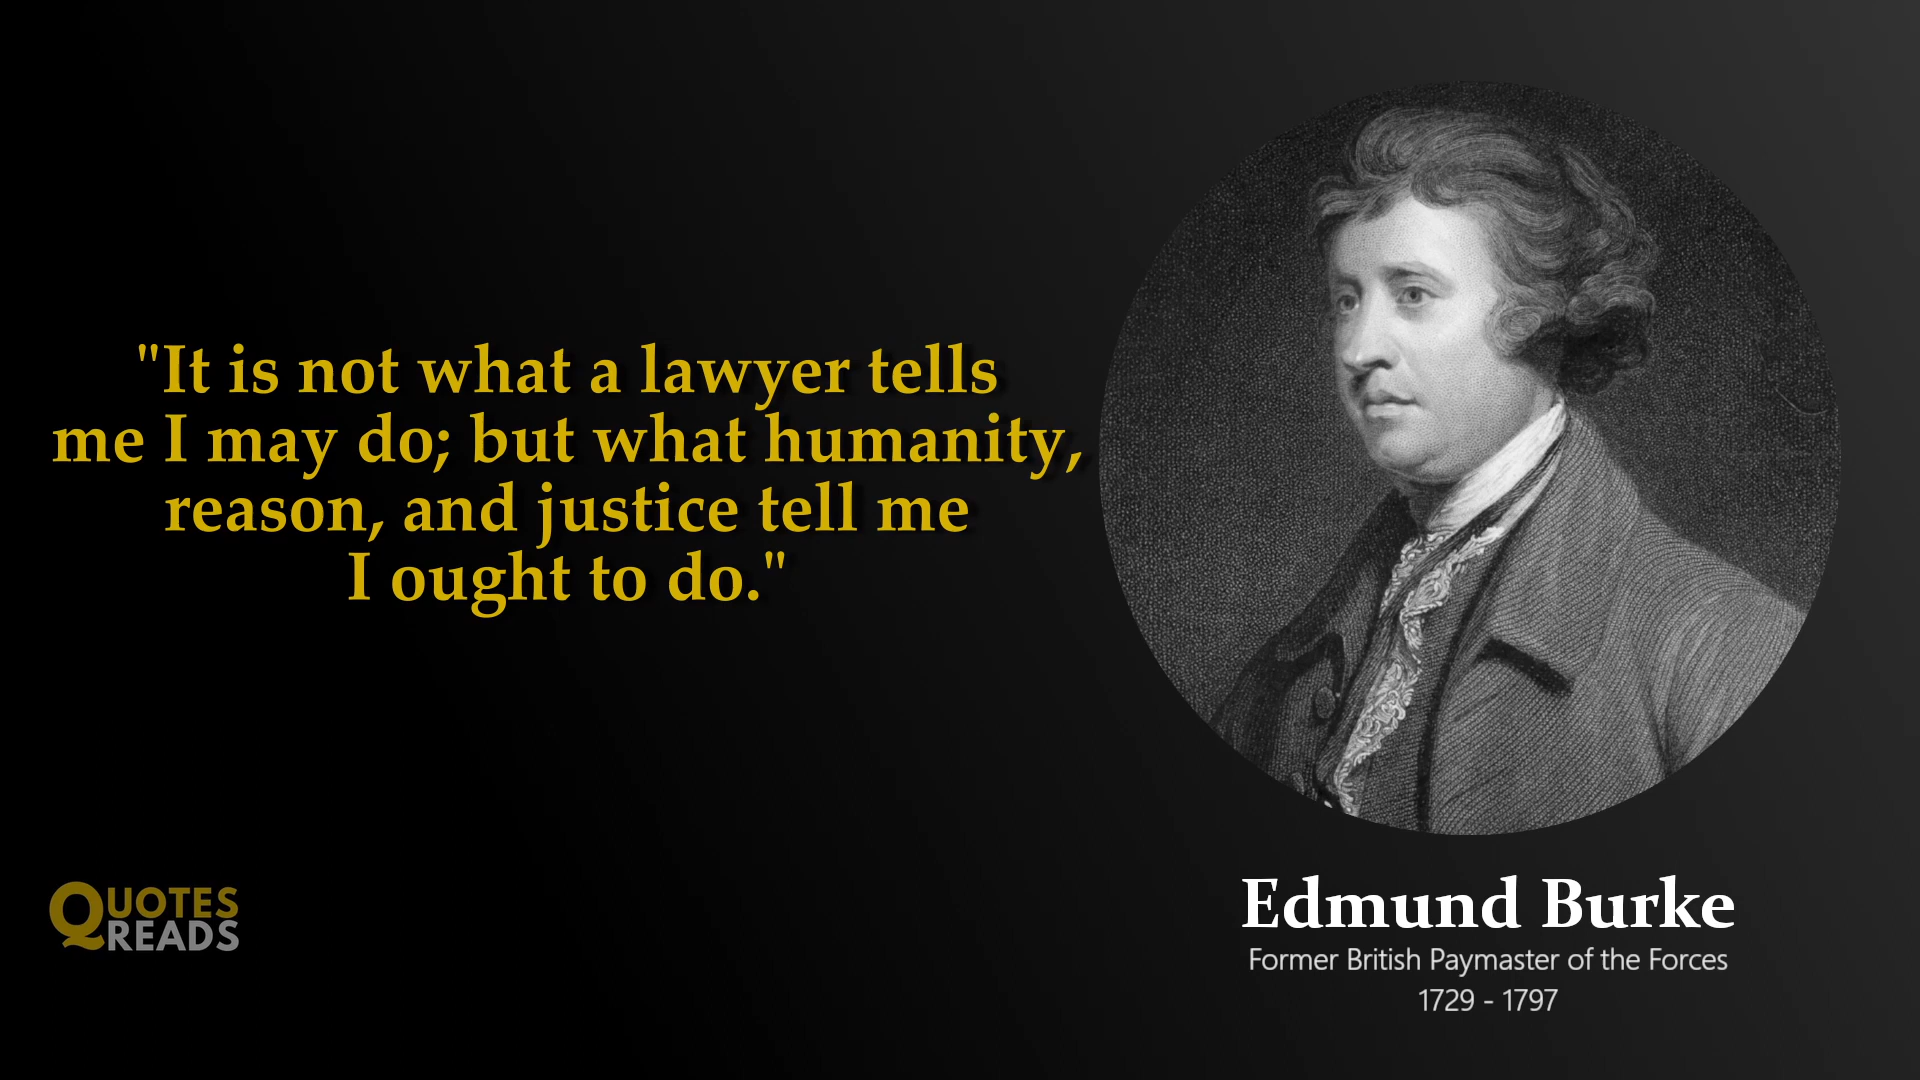 "It is not what a lawyer tells
me I may do; but what humanity,
reason, and justice tell me
I ought to do."
Edmund Burke
Former British Paymaster of the Forces
1729 - 1797
QUOTES
READS